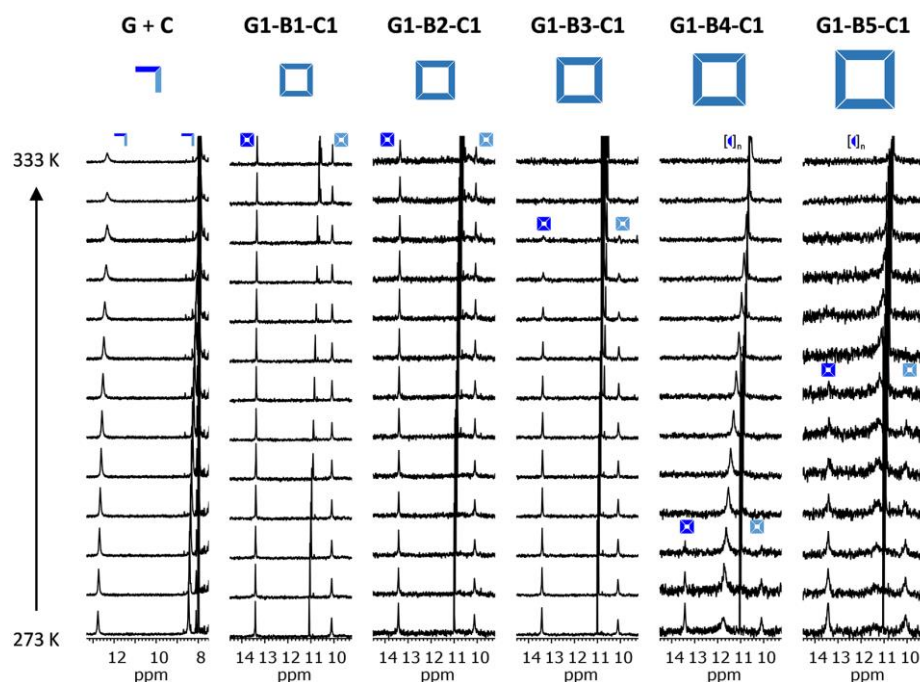 G + C G1-B1-C1 G1-B2-C1 G1-B3-C1 G1-B4-C1 G1-B5-C1
333 K
[ ]n [ ]n
273 K
12 10 8 14 13 12 11 10 14 13 12 11 10 14 13 12 11 10 14 13 12 11 10 14 13 12 11 10
ppm ppm ppm ppm ppm ppm